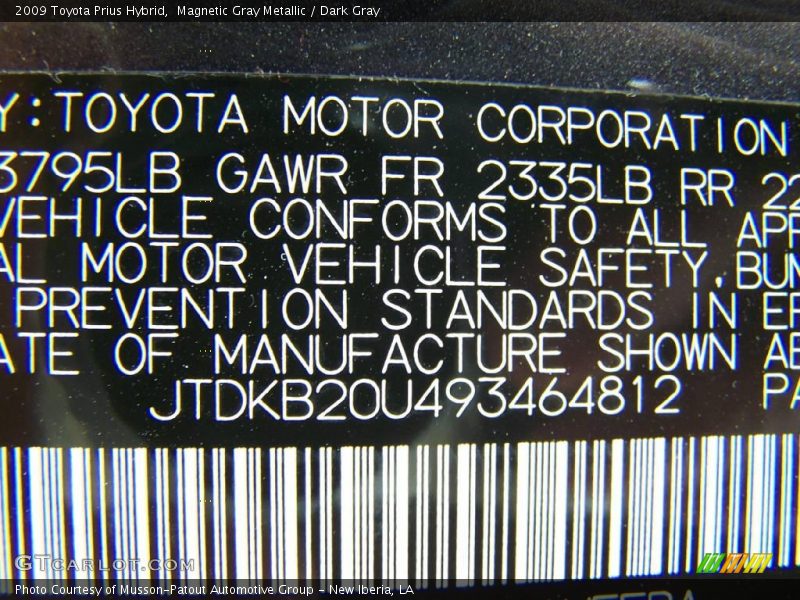 2009 Toyota Prius Hybrid,  Magnetic Gray Metallic / Dark Gray
Y:TOYOTA MOTOR CORPORATION
3795LB GAWR FR 2335LB RR 22
VEHICLE CONFORMS TO ALL APP
AL MOTOR VEHICLE SAFETY,BUM
PREVENTION STANDARDS IN EF
ATE OF MANUFACTURE SHOWN AB
JTDKB20U493464812 PA
GTCarLot.com
Photo Courtesy of Musson-Patout Automotive Group - New Iberia, LA